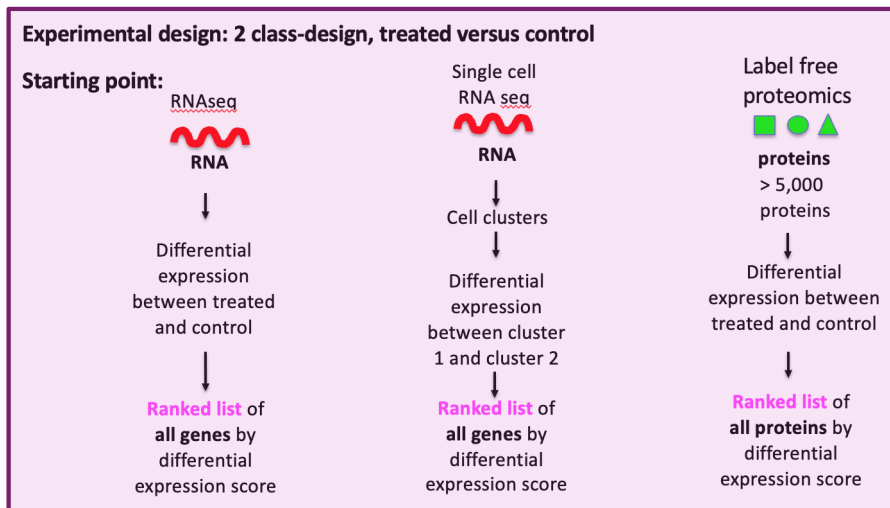 Experimental design: 2 class-design, treated versus control
Starting point:
RNAseq
RNA
Differential
expression
between treated
and control
Ranked list of
all genes by
differential
expression score
Single cell
RNA seq
RNA
Cell clusters
Differential
expression
between cluster
1 and cluster 2
Ranked list of
all genes by
differential
expression score
Label free
proteomics
proteins
> 5,000
proteins
Differential
expression between
treated and control
Ranked list of
all proteins by
differential
expression score